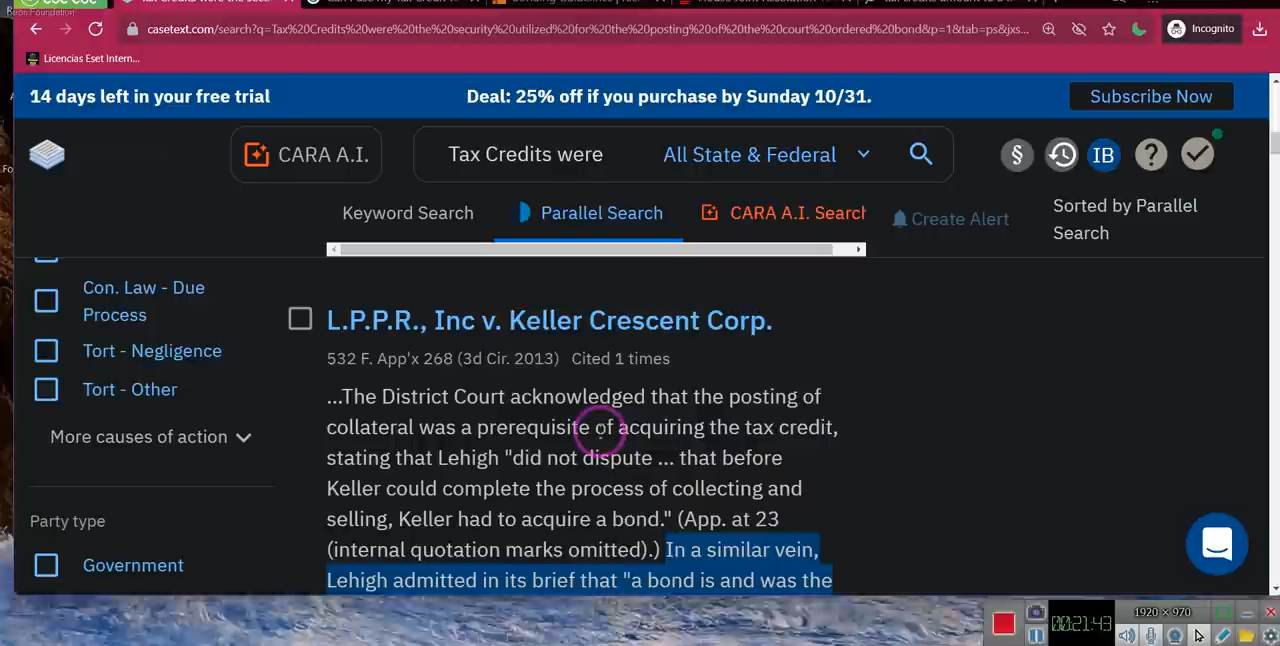 casetext.com/search?q=Tax%20Credits%20were%20the%20security%20utilized%20for%20the%20posting%20of%20the%20court%20ordered%20bond&p=1&tab=ps&jxs...
Incognito
Licencias Eset Intern...
14 days left in your free trial
Deal: 25% off if you purchase by Sunday 10/31.
Subscribe Now
CARA A.I.
Tax Credits were
All State & Federal
§
IB
?
Keyword Search
Parallel Search
CARA A.I. Search
Create Alert
Sorted by Parallel
Search
Con. Law - Due
Process
Tort - Negligence
Tort - Other
More causes of action
Party type
Government
L.P.P.R., Inc v. Keller Crescent Corp.
532 F. App'x 268 (3d Cir. 2013) Cited 1 times
...The District Court acknowledged that the posting of
collateral was a prerequisite of acquiring the tax credit,
stating that Lehigh "did not dispute ... that before
Keller could complete the process of collecting and
selling, Keller had to acquire a bond." (App. at 23
(internal quotation marks omitted).) In a similar vein,
Lehigh admitted in its brief that "a bond is and was the
1920 × 970
00:21:43